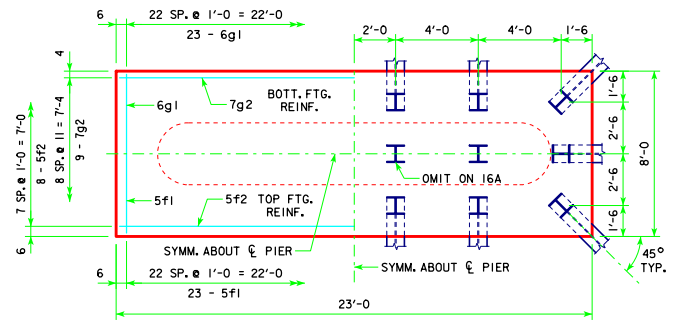 6 22 SP. @ 1'-0 = 22'-0
23 - 6g1
2'-0 4'-0 4'-0 1'-6
4
8 SP. @ 11 = 7'-4
9 - 7g2
7 SP. @ 1'-0 = 7'-0
8 - 5f2
6
6g1
7g2
BOTT. FTG.
REINF.
5f1
5f2 TOP FTG.
REINF.
OMIT ON 16A
1'-6
2'-6
2'-6
1'-6
8'-0
SYMM. ABOUT ℄ PIER
SYMM. ABOUT ℄ PIER
45°
TYP.
6 22 SP. @ 1'-0 = 22'-0
23 - 5f1
23'-0